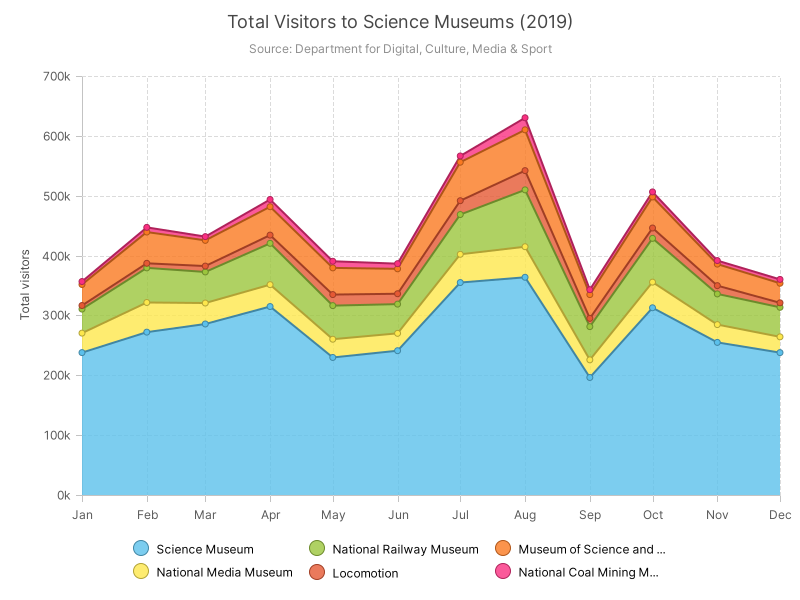 Total Visitors to Science Museums (2019)
Source: Department for Digital, Culture, Media & Sport
Total visitors
700k
600k
500k
400k
300k
200k
100k
0k
Jan Feb Mar Apr May Jun Jul Aug Sep Oct Nov Dec
Science Museum National Railway Museum Museum of Science and ...
National Media Museum Locomotion National Coal Mining M...